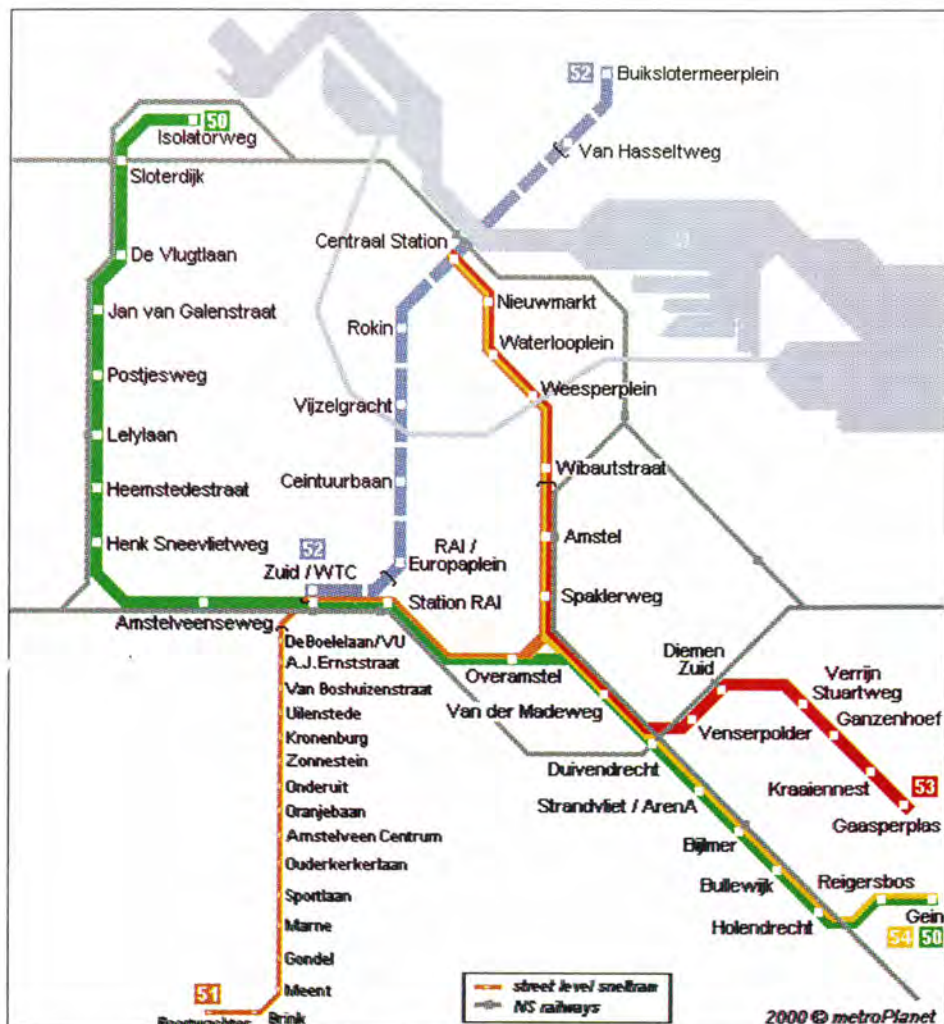 52
Buikslotermeerplein
50
Isolatorweg
Van Hasseltweg
Sloterdijk
Centraal Station
De Vlugtlaan
Nieuwmarkt
Jan van Galenstraat
Rokin
Waterlooplein
Postjesweg
Weesperplein
Vijzelgracht
Lelylaan
Wibautstraat
Ceintuurbaan
Heemstedestraat
Amstel
Henk Sneevlietweg
52
RAI /
Europaplein
Zuid / WTC
Station RAI
Spaklerweg
Amstelveenseweg
De Boelelaan/VU
A.J.Ernststraat
Overamstel
Diemen
Zuid
Verrijn
Stuartweg
Van Boshuizenstraat
Van der Madeweg
Ganzenhoef
Uilenstede
Venserpolder
Kronenburg
Zonnestein
Duivendrecht
Kraaiennest
53
Onderuit
Strandvliet / ArenA
Gaasperplas
Oranjebaan
Amstelveen Centrum
Bijlmer
Ouderkerkerlaan
Bullewijk
Reigersbos
Sportlaan
Holendrecht
Gein
Marne
54
50
Gondel
51
Meent
street level sneltram
NS railways
Brink
2000 © metroPlanet